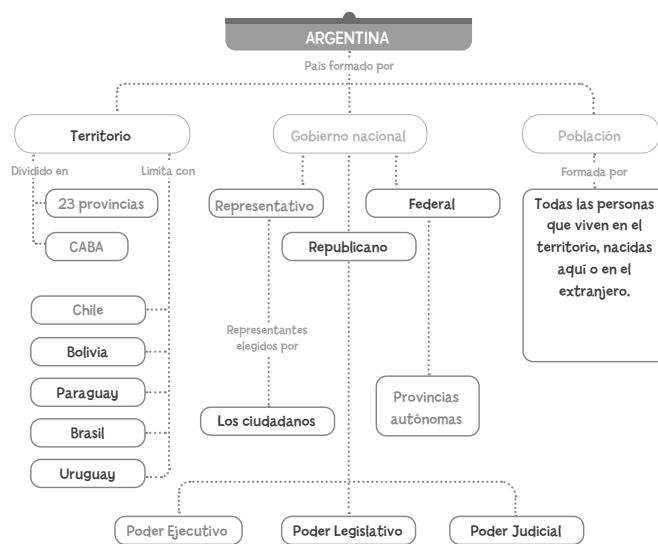 ARGENTINA
País formado por
Territorio
Gobierno nacional
Población
Dividido en
Limita con
Formada por
23 provincias
CABA
Chile
Bolivia
Paraguay
Brasil
Uruguay
Representativo
Federal
Republicano
Representantes
elegidos por
Los ciudadanos
Provincias
autónomas
Todas las personas
que viven en el
territorio, nacidas
aquí o en el
extranjero.
Poder Ejecutivo
Poder Legislativo
Poder Judicial